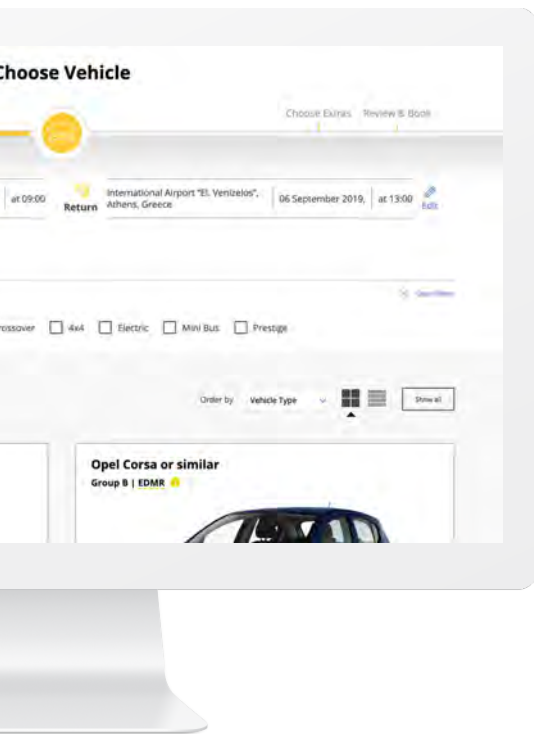 Choose Vehicle
Choose Extras Review & Book
at 09:00
Return
International Airport "El. Venizelos",
Athens, Greece
06 September 2019,
at 13:00
Edit
rossover 4x4 Electric Mini Bus Prestige
Order by Vehicle Type Show all
Opel Corsa or similar
Group B | EDMR